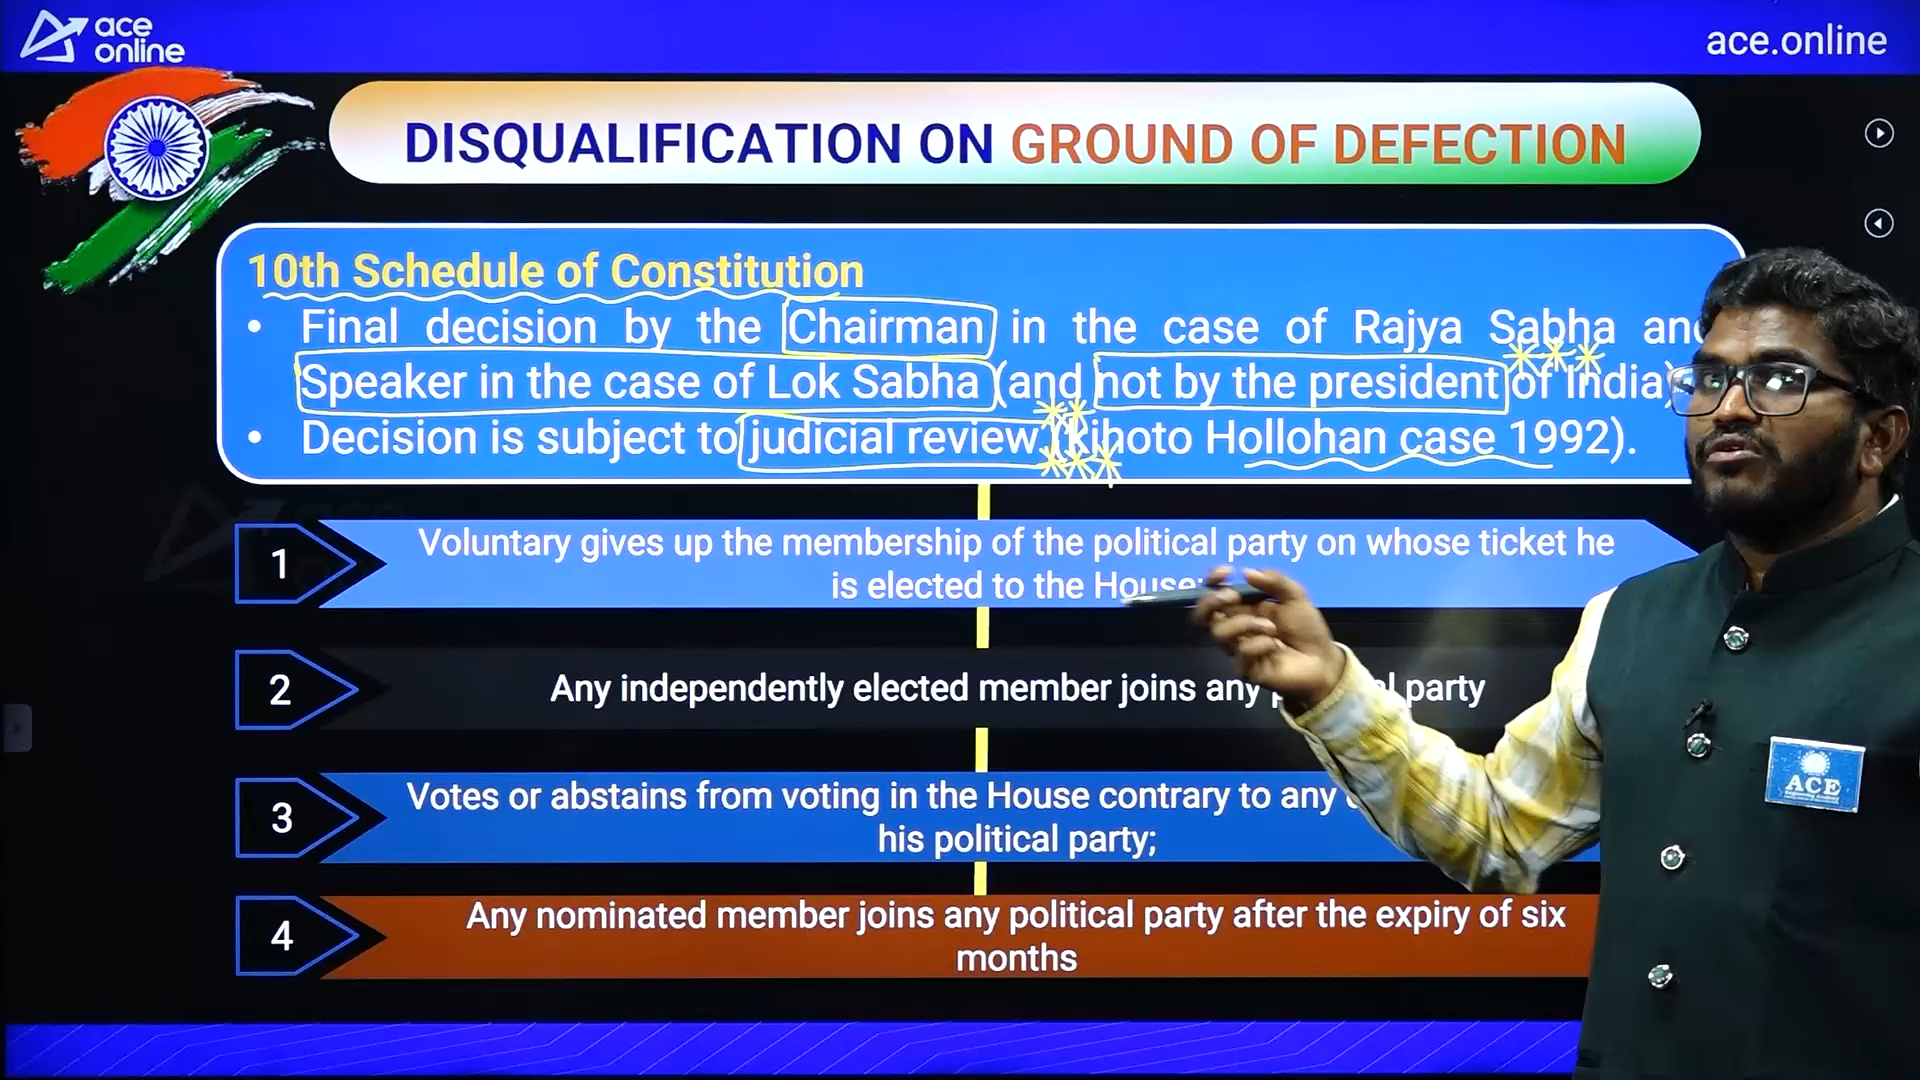 ace
online
ace.online
DISQUALIFICATION ON GROUND OF DEFECTION
10th Schedule of Constitution
• Final decision by the Chairman in the case of Rajya Sabha and
Speaker in the case of Lok Sabha (and not by the president of India)
• Decision is subject to judicial review (kihoto Hollohan case 1992).
1
Voluntary gives up the membership of the political party on whose ticket he
is elected to the House;
2
Any independently elected member joins any party
3
Votes or abstains from voting in the House contrary to any
his political party;
4
Any nominated member joins any political party after the expiry of six
months
ACE